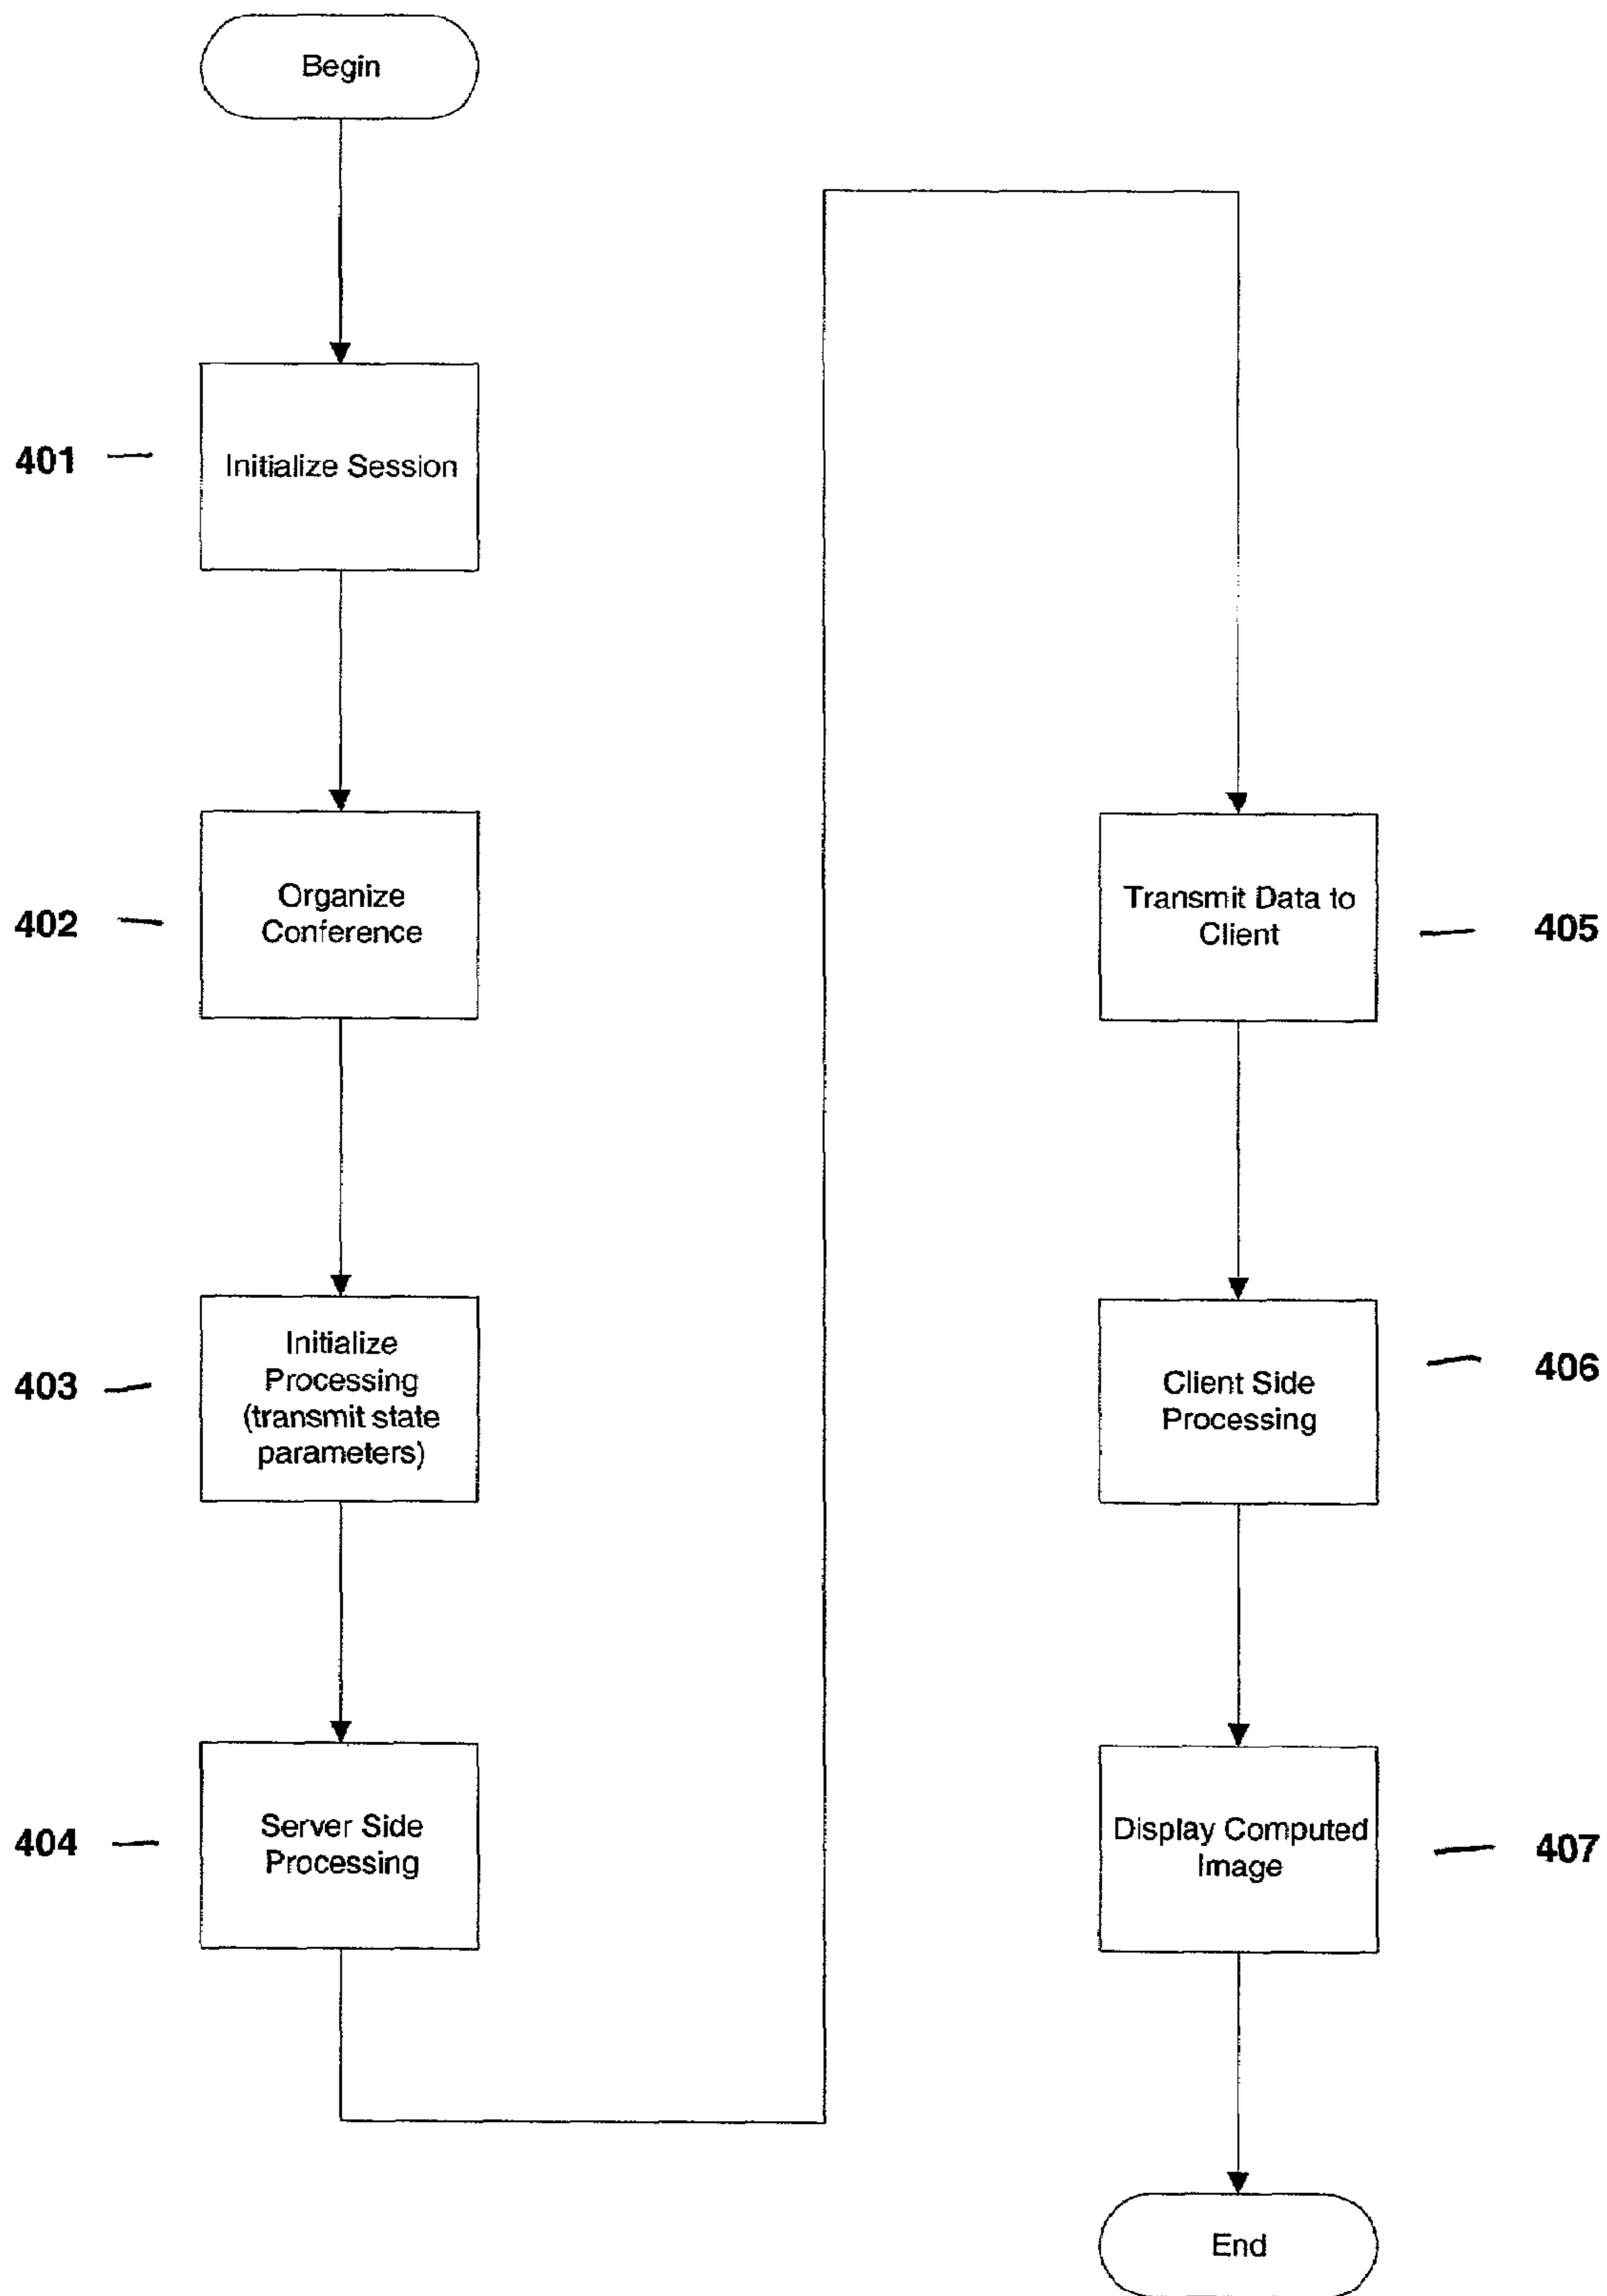 Begin
401
Initialize Session
402
Organize
Conference
403
Initialize
Processing
(transmit state
parameters)
404
Server Side
Processing
Transmit Data to
Client
405
Client Side
Processing
406
Display Computed
Image
407
End